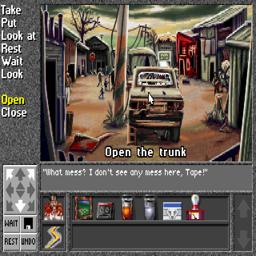 Take
Put
Look at
Rest
Wait
Look
Open
Close
Open the trunk
"What mess? I don't see any mess here, Tape!"
WAIT
REST UNDO